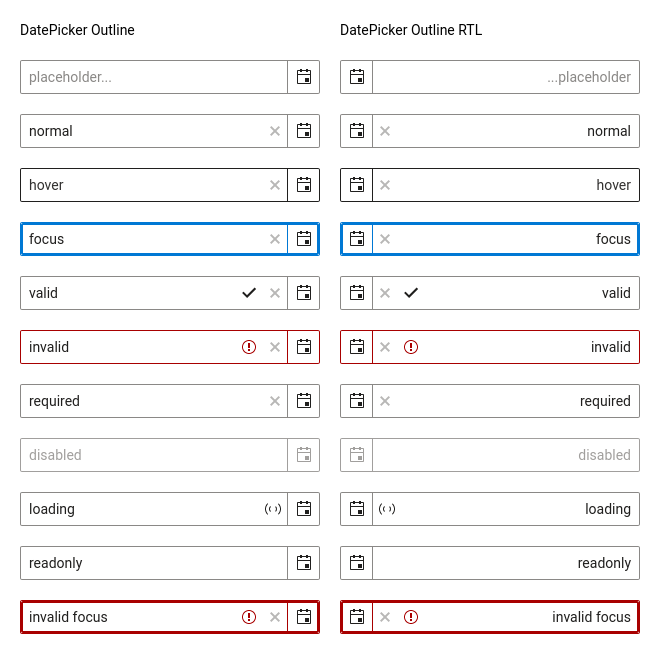 DatePicker Outline
placeholder...
normal
hover
focus
valid
invalid
required
disabled
loading
readonly
invalid focus
DatePicker Outline RTL
...placeholder
normal
hover
focus
valid
invalid
required
disabled
loading
readonly
invalid focus